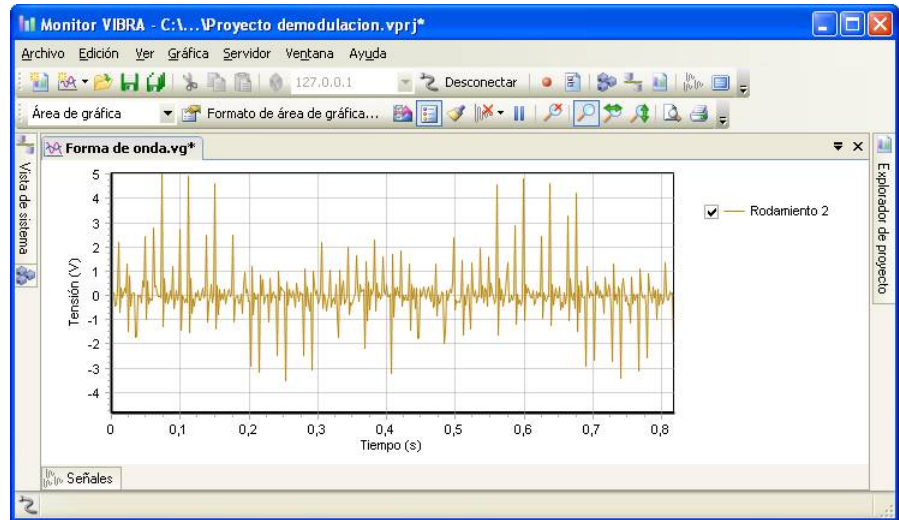 Monitor VIBRA - C:\...\Proyecto demodulacion.vprj*
Archivo Edición Ver Gráfica Servidor Ventana Ayuda
127.0.0.1 Desconectar
Área de gráfica Formato de área de gráfica...
Vista de sistema
Forma de onda.vg*
Explorador de proyecto
5
4
3
2
1
0
-1
-2
-3
-4
Tensión (V)
Rodamiento 2
0 0,1 0,2 0,3 0,4 0,5 0,6 0,7 0,8
Tiempo (s)
Señales